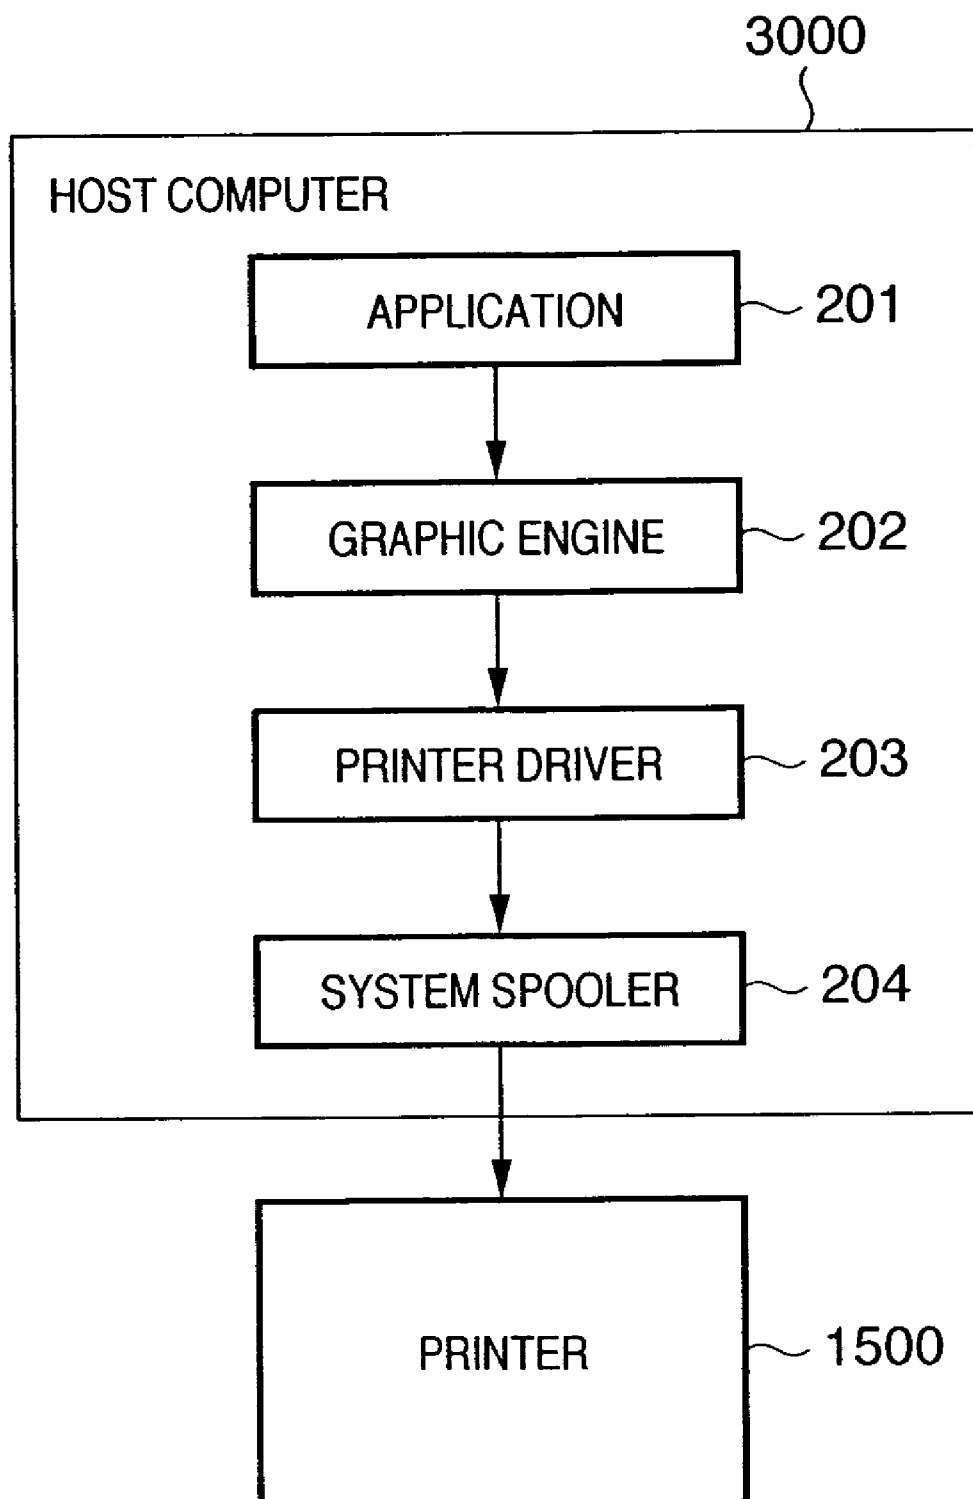 3000
HOST COMPUTER
APPLICATION 201
GRAPHIC ENGINE 202
PRINTER DRIVER 203
SYSTEM SPOOLER 204
PRINTER 1500